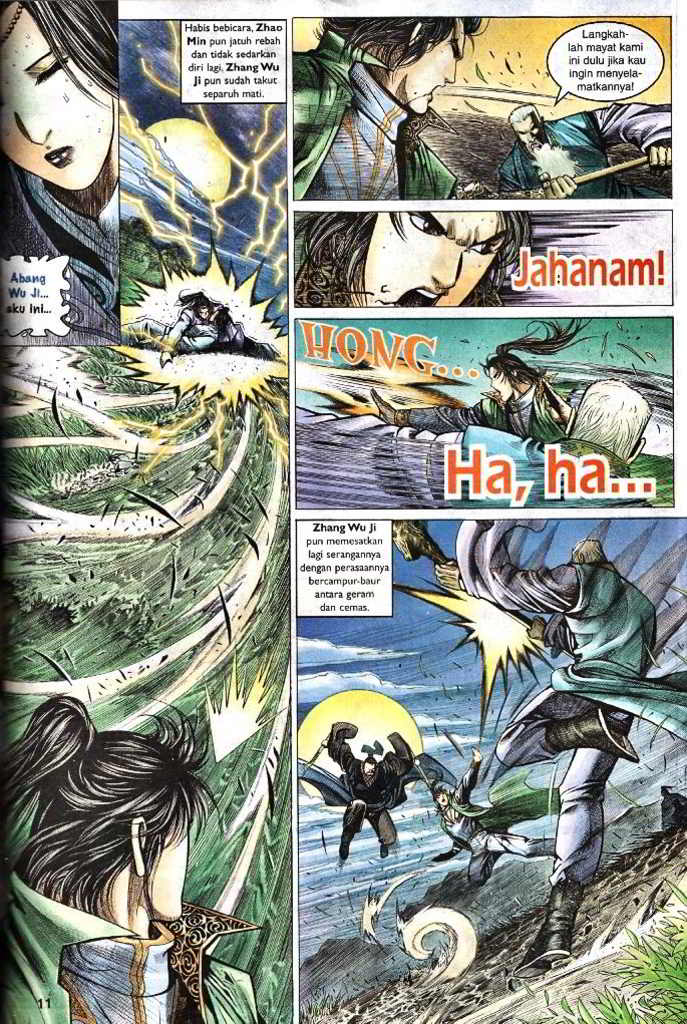 Habis bebicara, Zhao
Min pun jatuh rebah
dan tidak sedarkan
diri lagi. Zhang Wu
Ji pun sudah takut
separuh mati.
Abang
Wu Ji...
aku ini...
Langkah-
lah mayat kami
ini dulu jika kau
ingin menyela-
matkannya!
Jahanam!
HONG...
Ha, ha...
Zhang Wu Ji
pun memesatkan
lagi serangannya
dengan perasaannya
bercampur-baur
antara geram
dan cemas.
11